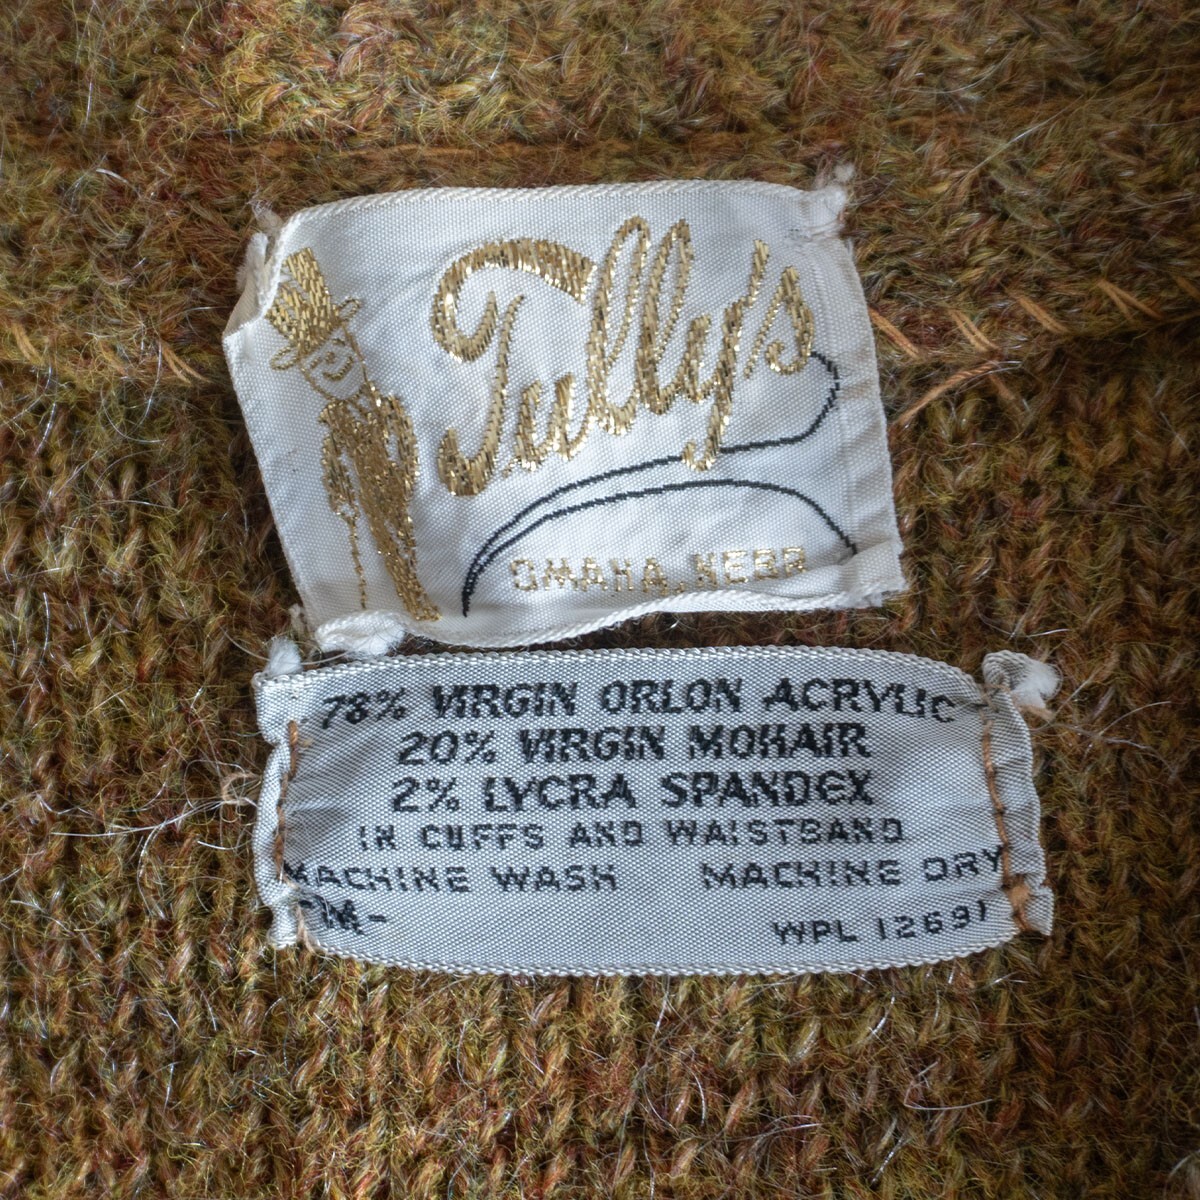 Tully's
OMAHA, NEBR
78% VIRGIN ORLON ACRYLIC
20% VIRGIN MOHAIR
2% LYCRA SPANDEX
IN CUFFS AND WAISTBAND
MACHINE WASH MACHINE DRY
-M-
WPL 12691